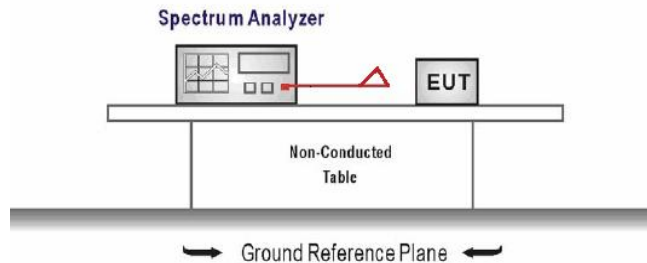 Spectrum Analyzer
EUT
Non-Conducted
Table
Ground Reference Plane